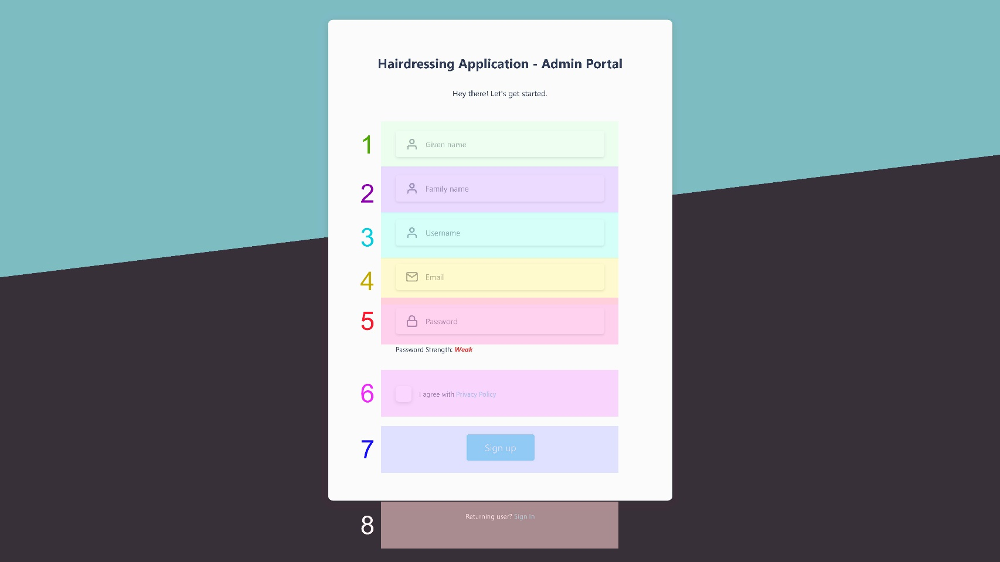 Hairdressing Application - Admin Portal
Hey there! Let's get started.
1 Given name
2 Family name
3 Username
4 Email
5 Password
Password Strength: Weak
6 I agree with Privacy Policy
7 Sign up
8 Returning user? Sign In